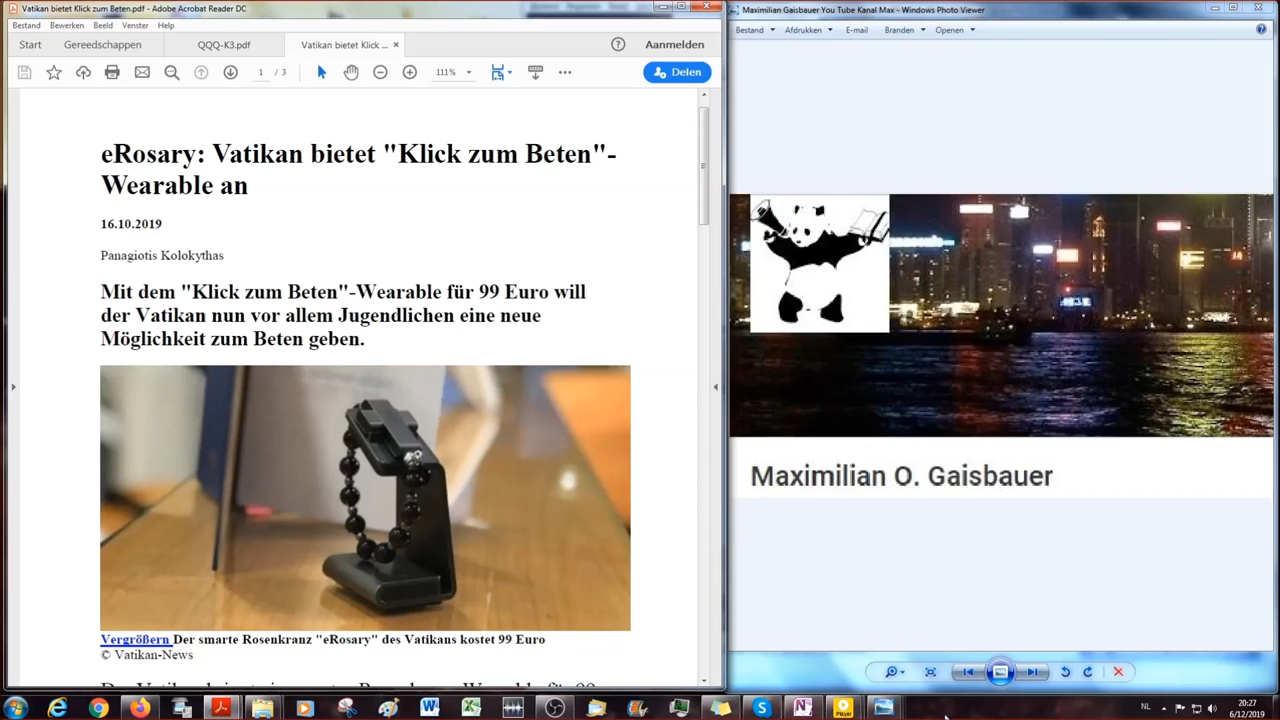 Vatikan bietet Klick zum Beten.pdf - Adobe Acrobat Reader DC
Bestand Bewerken Beeld Venster Help
Start Gereedschappen QQQ-K3.pdf Vatikan bietet Klick ... × Aanmelden
1 / 3 111% Delen
eRosary: Vatikan bietet "Klick zum Beten"-
Wearable an
16.10.2019
Panagiotis Kolokythas
Mit dem "Klick zum Beten"-Wearable für 99 Euro will
der Vatikan nun vor allem Jugendlichen eine neue
Möglichkeit zum Beten geben.
Vergrößern Der smarte Rosenkranz "eRosary" des Vatikans kostet 99 Euro
© Vatikan-News
Maximilian Gaisbauer You Tube Kanal Max - Windows Photo Viewer
Bestand Afdrukken E-mail Branden Openen
Maximilian O. Gaisbauer
NL 20:27
6/12/2019